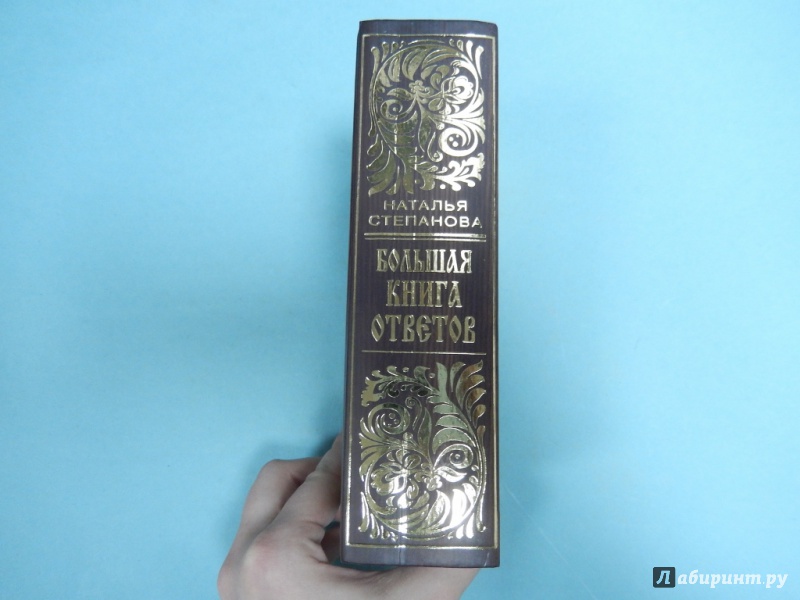 НАТАЛЬЯ
СТЕПАНОВА
БОЛЬШАЯ
КНИГА
ОТВЕТОВ
Лабиринт.ру